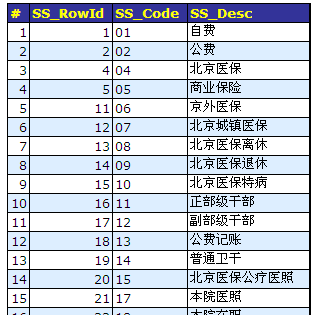 # SS_RowId SS_Code SS_Desc
1 1 01 自费
2 2 02 公费
3 4 04 北京医保
4 5 05 商业保险
5 11 06 京外医保
6 12 07 北京城镇医保
7 13 08 北京医保离休
8 14 09 北京医保退休
9 15 10 北京医保特病
10 16 11 正部级干部
11 17 12 副部级干部
12 18 13 公费记账
13 19 14 普通卫干
14 20 15 北京医保公疗医照
15 21 17 本院医照